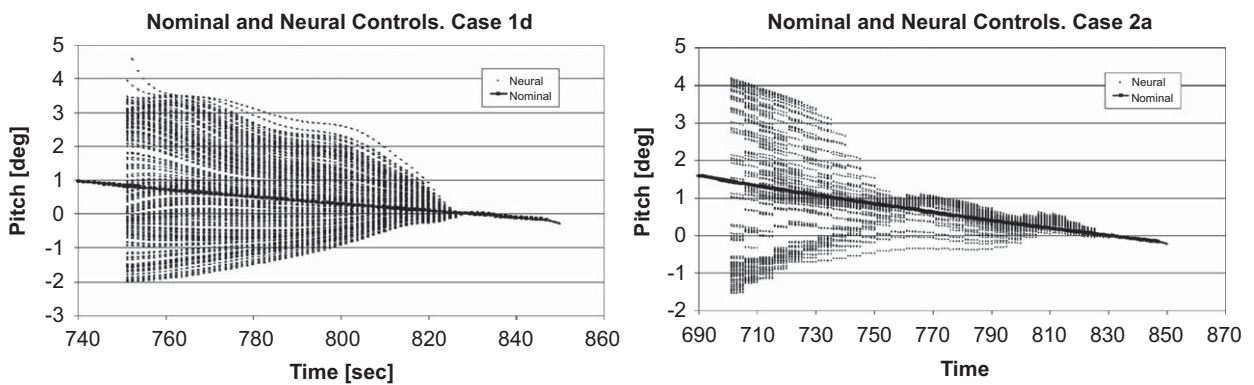 Nominal and Neural Controls. Case 1d
5
4
3
2
1
0
-1
-2
-3
Pitch [deg]
Neural
Nominal
740 760 780 800 820 840 860
Time [sec]
Nominal and Neural Controls. Case 2a
5
4
3
2
1
0
-1
-2
Pitch [deg]
Neural
Nominal
690 710 730 750 770 790 810 830 850 870
Time